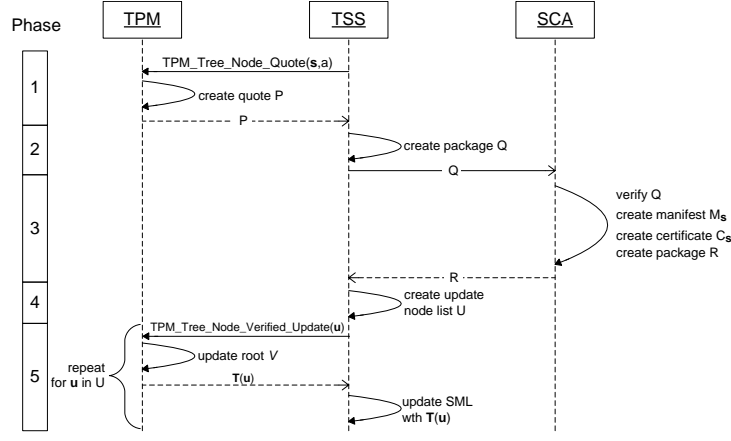 Phase
TPM
TSS
SCA
1
TPM_Tree_Node_Quote(s,a)
create quote P
P
2
create package Q
Q
3
verify Q
create manifest Ms
create certificate Cs
create package R
R
4
create update
node list U
5
TPM_Tree_Node_Verified_Update(u)
repeat
for u in U
update root V
T(u)
update SML
wth T(u)